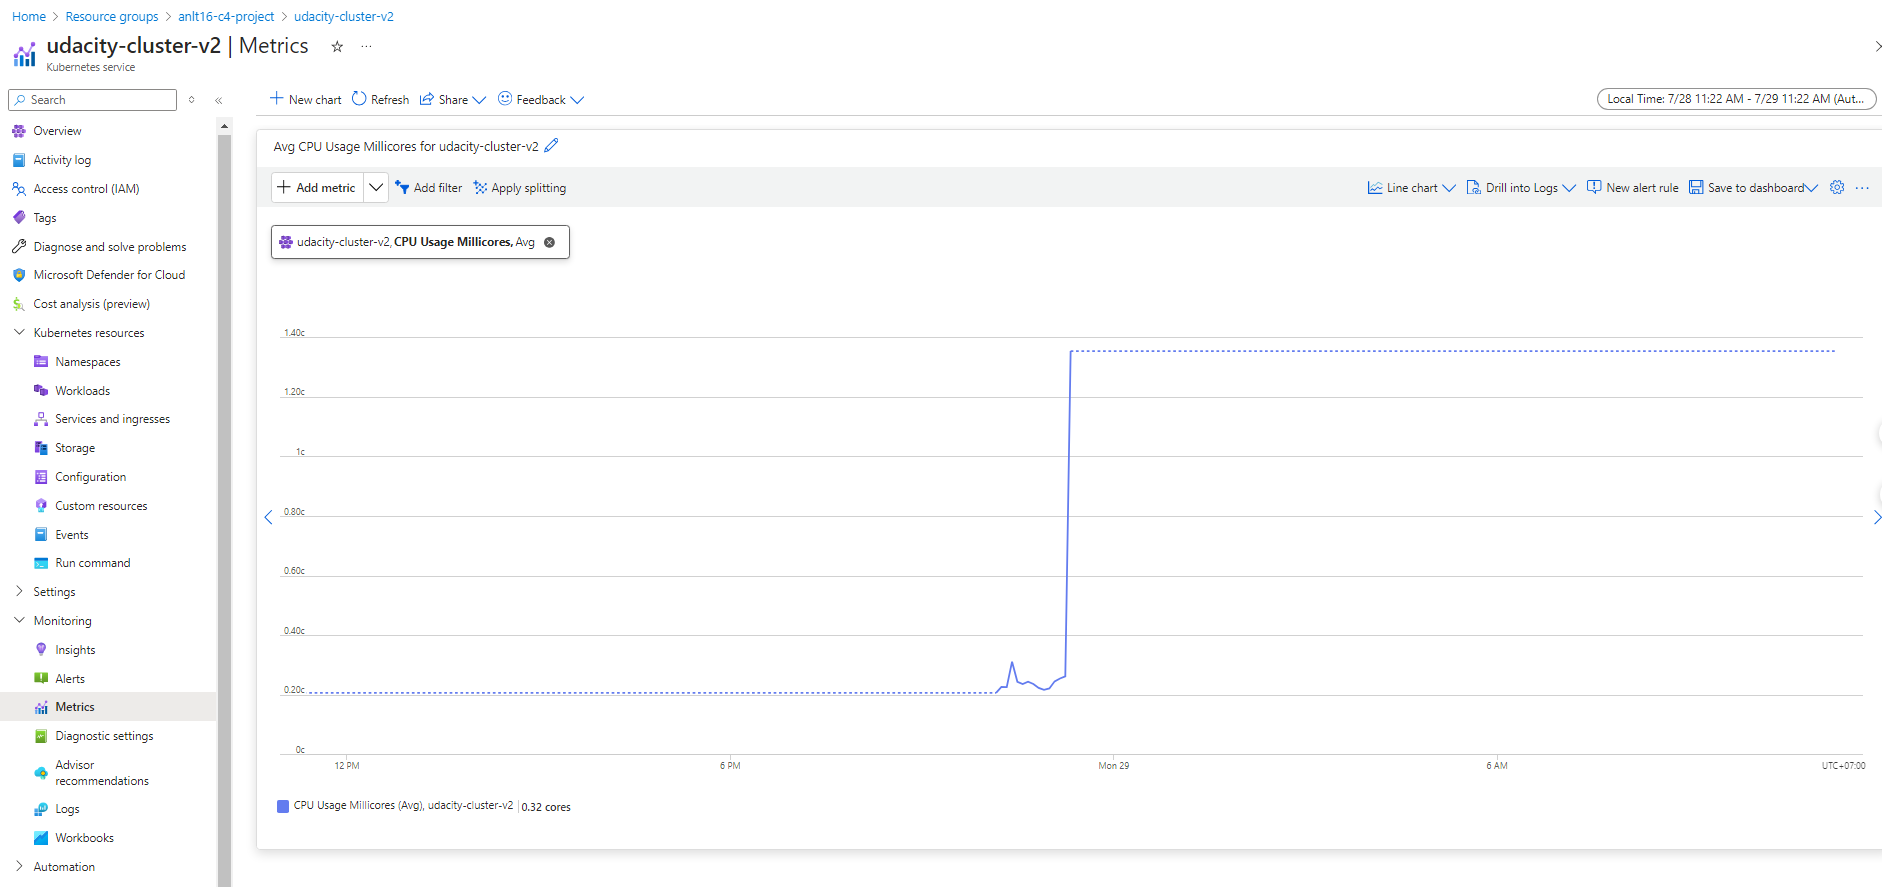 Home > Resource groups > anlt16-c4-project > udacity-cluster-v2
udacity-cluster-v2 | Metrics
Kubernetes service
Search
Overview
Activity log
Access control (IAM)
Tags
Diagnose and solve problems
Microsoft Defender for Cloud
Cost analysis (preview)
Kubernetes resources
Namespaces
Workloads
Services and ingresses
Storage
Configuration
Custom resources
Events
Run command
Settings
Monitoring
Insights
Alerts
Metrics
Diagnostic settings
Advisor
recommendations
Logs
Workbooks
Automation
New chart Refresh Share Feedback
Local Time: 7/28 11:22 AM - 7/29 11:22 AM (Aut...
Avg CPU Usage Millicores for udacity-cluster-v2
Add metric Add filter Apply splitting
Line chart Drill into Logs New alert rule Save to dashboard
udacity-cluster-v2, CPU Usage Millicores, Avg
1.40c
1.20c
1c
0.80c
0.60c
0.40c
0.20c
0c
12 PM 6 PM Mon 29 6 AM UTC+07:00
CPU Usage Millicores (Avg), udacity-cluster-v2 | 0.32 cores